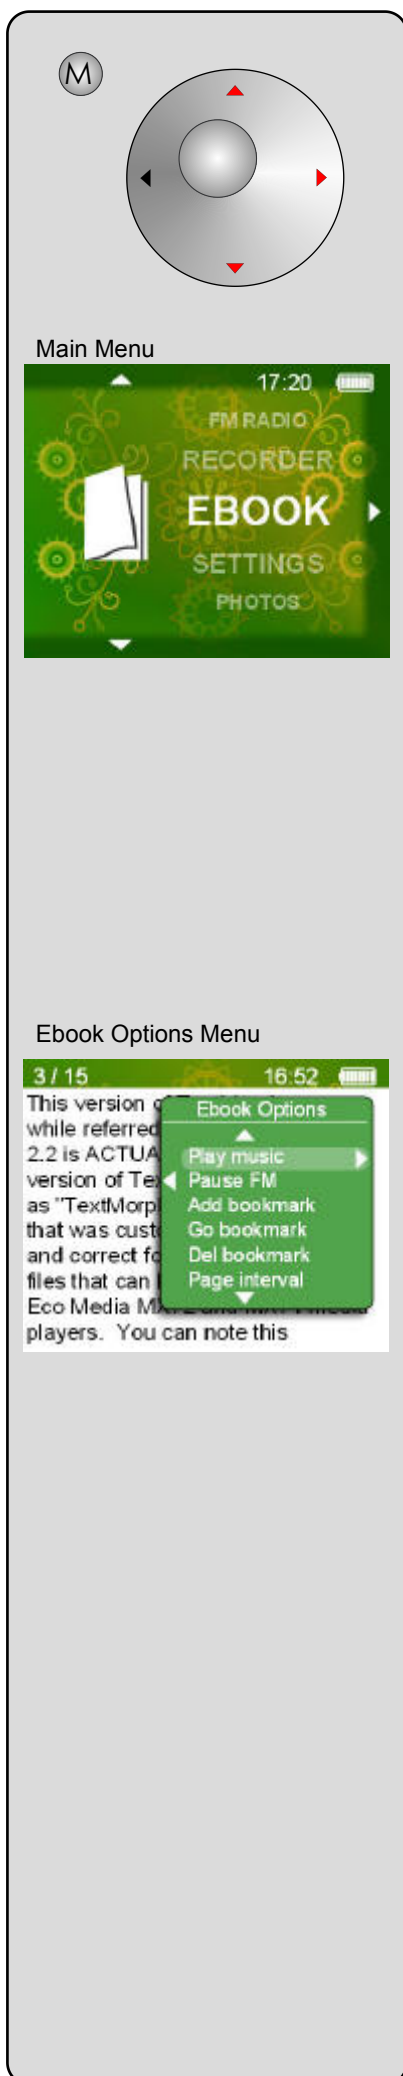 M
Main Menu
17:20
FM RADIO
RECORDER
EBOOK
SETTINGS
PHOTOS
Ebook Options Menu
3 / 15 16:52
This version
while referred
2.2 is ACTUA
version of Te
as "TextMorp
that was cust
and correct fo
files that can
Eco Media M
players. You can note this
Ebook Options
Play music
Pause FM
Add bookmark
Go bookmark
Del bookmark
Page interval